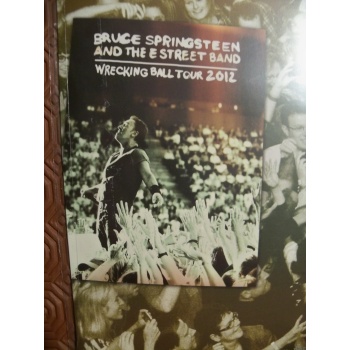 BRUCE SPRINGSTEEN
AND THE E STREET BAND
WRECKING BALL TOUR 2012